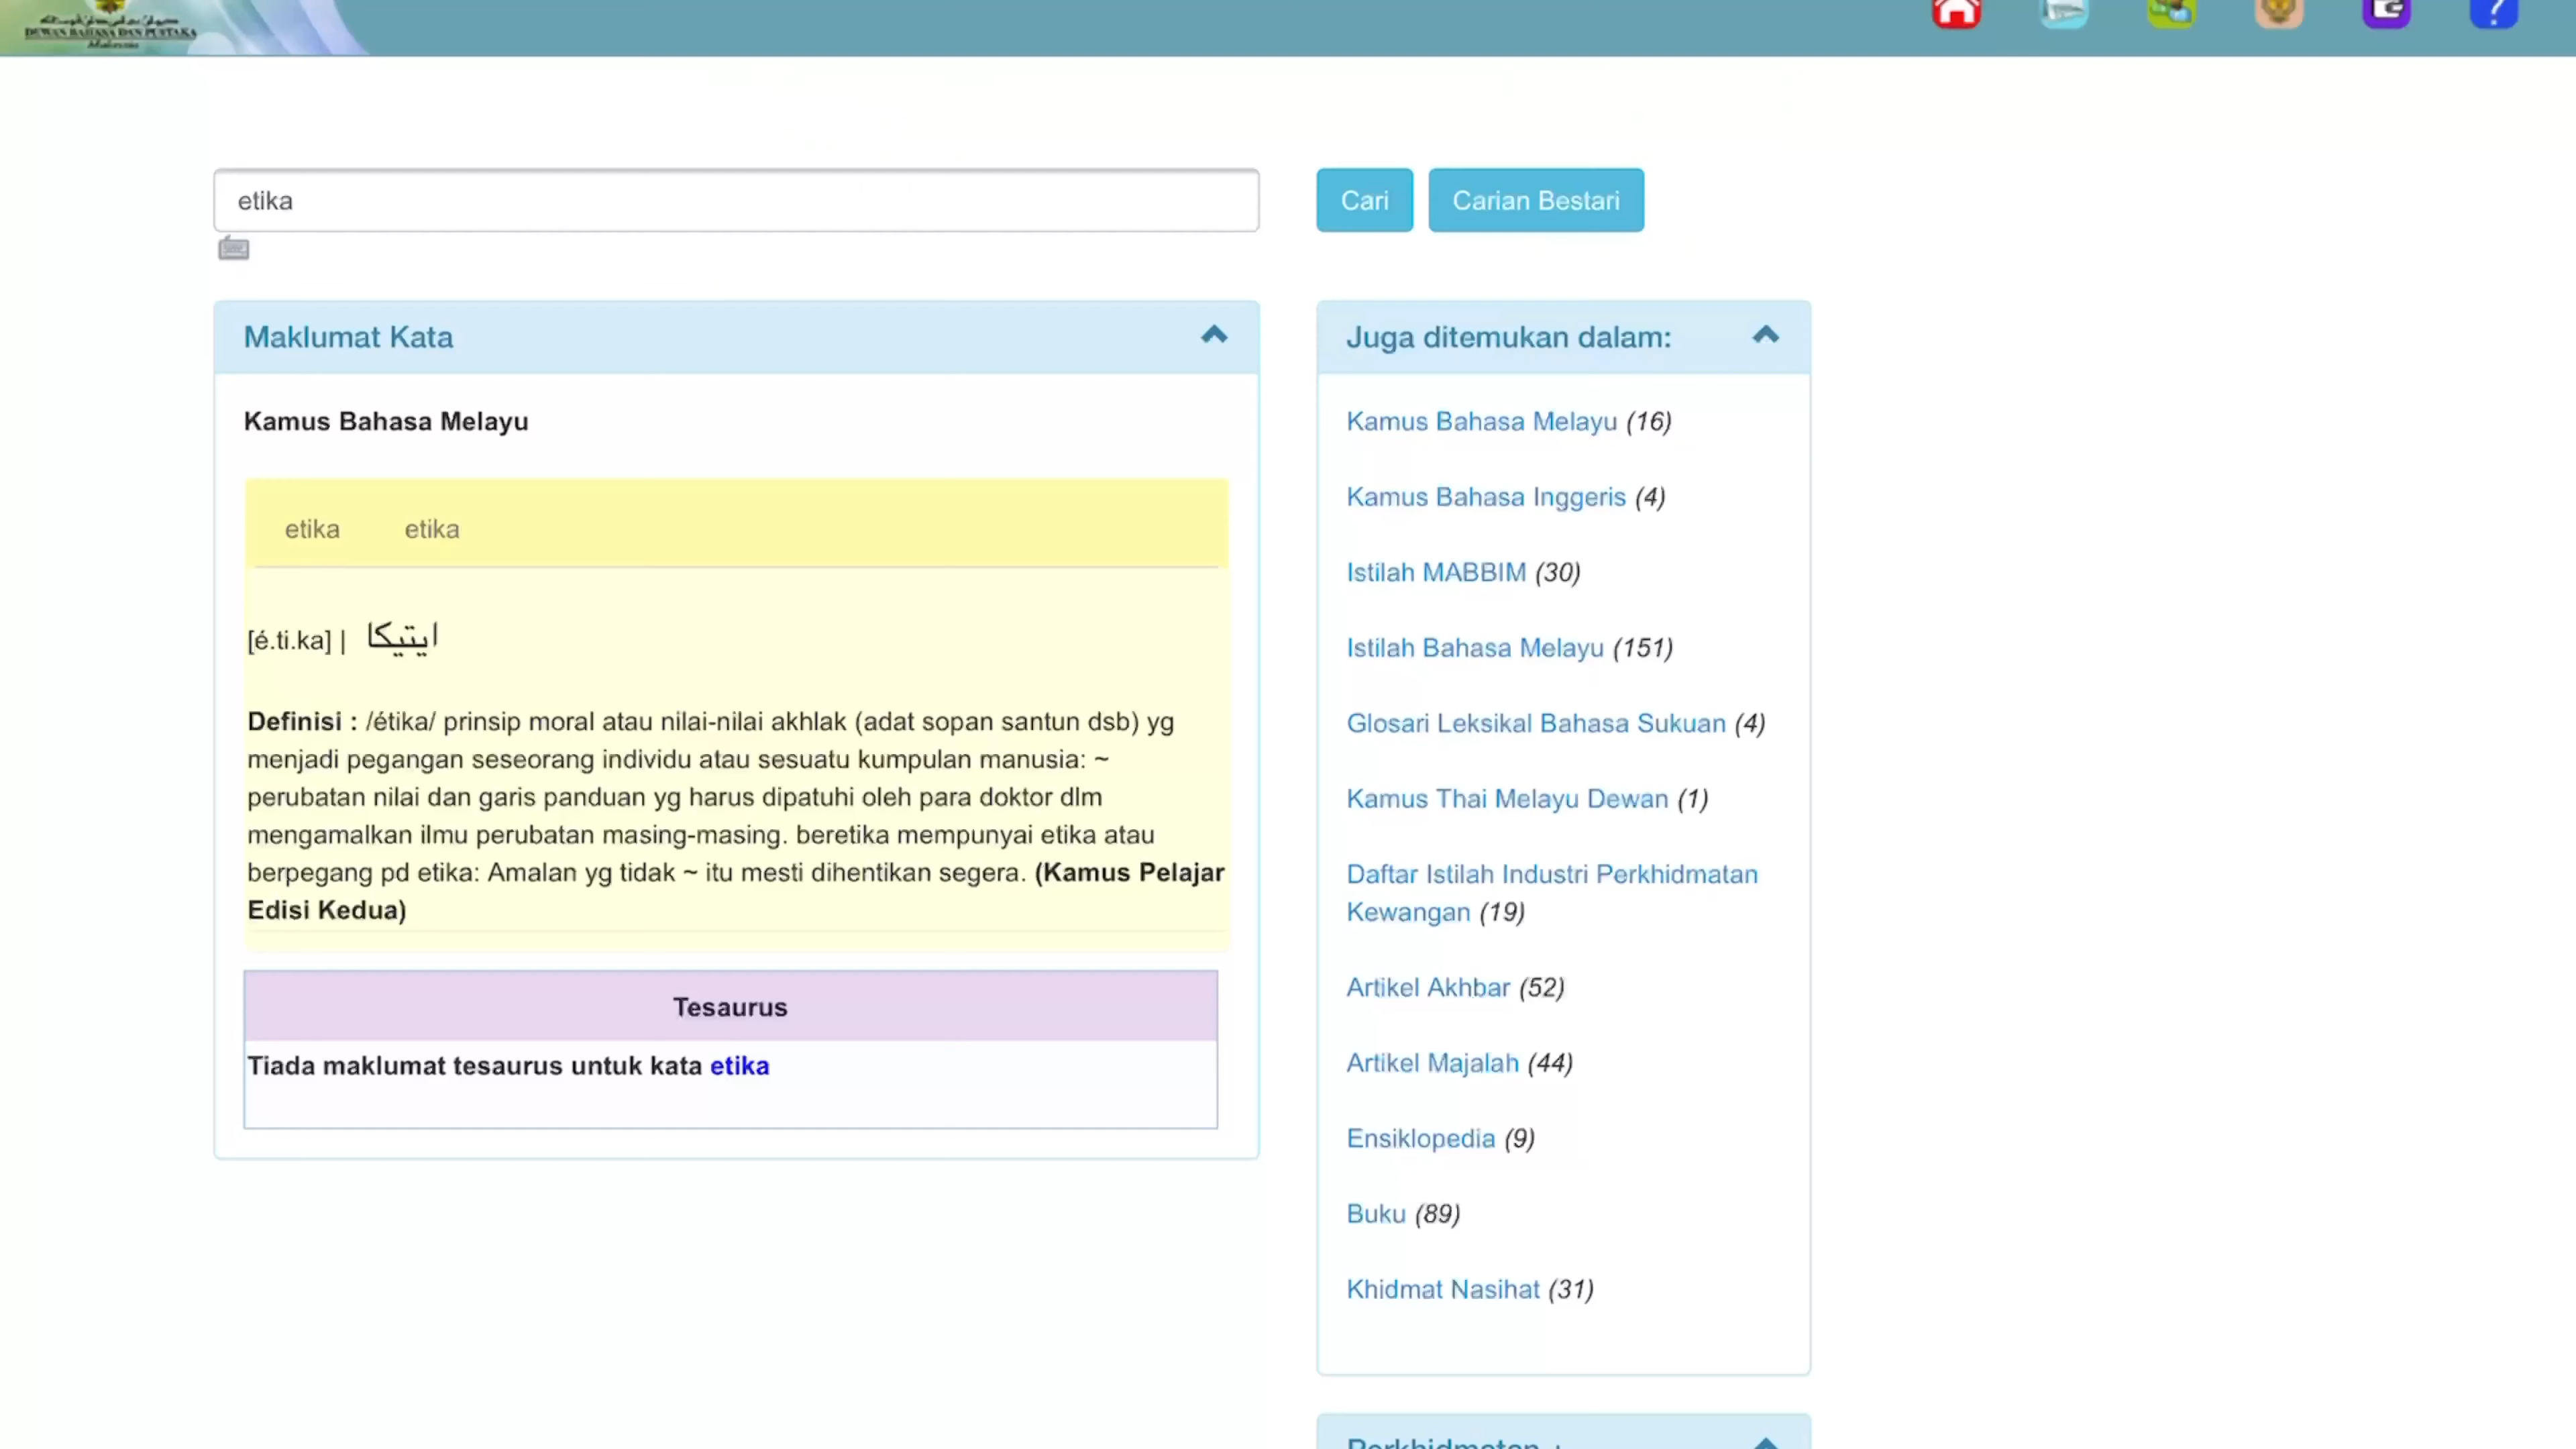 DEWAN BAHASA DAN PUSTAKA
Malaysia
etika
Cari
Carian Bestari
Maklumat Kata
Kamus Bahasa Melayu
etika etika
[é.ti.ka] | ايتيکا
Definisi : /étika/ prinsip moral atau nilai-nilai akhlak (adat sopan santun dsb) yg
menjadi pegangan seseorang individu atau sesuatu kumpulan manusia: ~
perubatan nilai dan garis panduan yg harus dipatuhi oleh para doktor dlm
mengamalkan ilmu perubatan masing-masing. beretika mempunyai etika atau
berpegang pd etika: Amalan yg tidak ~ itu mesti dihentikan segera. (Kamus Pelajar
Edisi Kedua)
Tesaurus
Tiada maklumat tesaurus untuk kata etika
Juga ditemukan dalam:
Kamus Bahasa Melayu (16)
Kamus Bahasa Inggeris (4)
Istilah MABBIM (30)
Istilah Bahasa Melayu (151)
Glosari Leksikal Bahasa Sukuan (4)
Kamus Thai Melayu Dewan (1)
Daftar Istilah Industri Perkhidmatan
Kewangan (19)
Artikel Akhbar (52)
Artikel Majalah (44)
Ensiklopedia (9)
Buku (89)
Khidmat Nasihat (31)